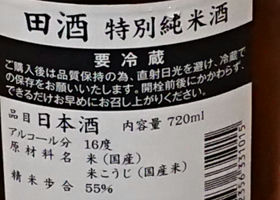 田酒 特別純米酒
要冷蔵
ご購入後は品質保持の為、直射日光を避け、冷蔵で
の保存をお願いいたします。開栓前後にかかわらず、
できるだけお早めにお召し上がりください。
品目 日本酒 内容量 720ml
アルコール分 16度
原材料名 米(国産)
米こうじ(国産米)
精米歩合 55%